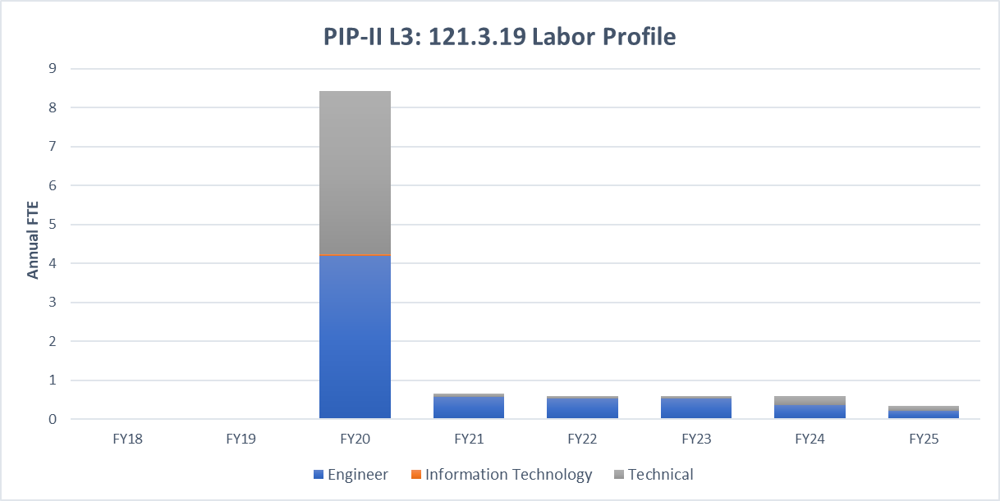 PIP-II L3: 121.3.19 Labor Profile
Annual FTE
9
8
7
6
5
4
3
2
1
0
FY18 FY19 FY20 FY21 FY22 FY23 FY24 FY25
Engineer Information Technology Technical